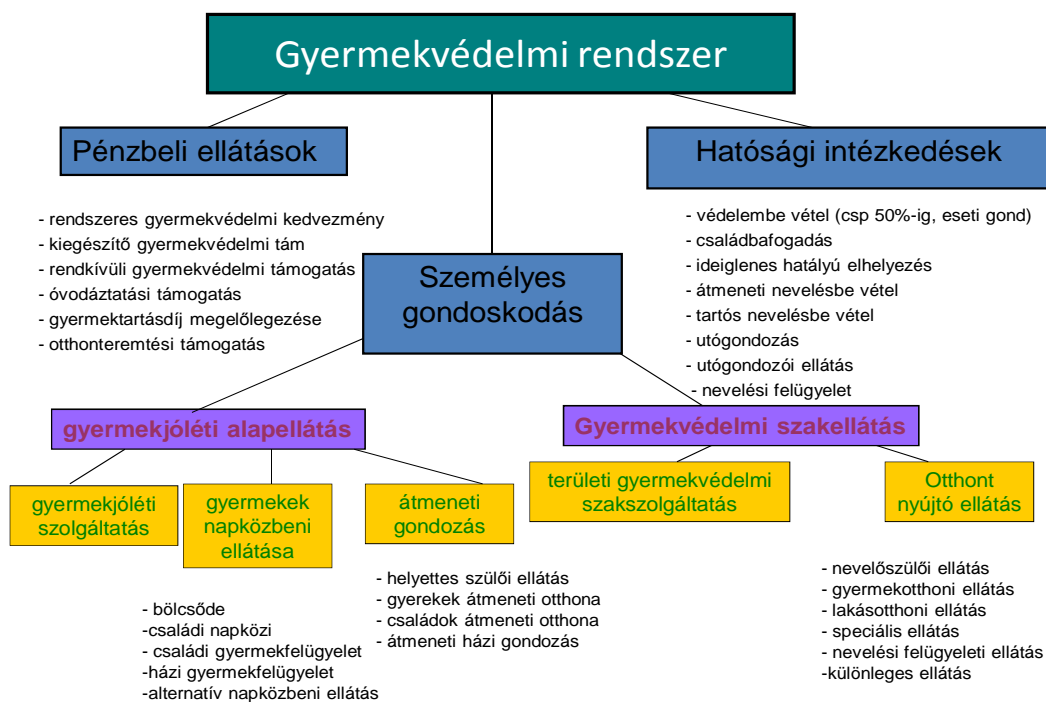 Gyermekvédelmi rendszer
Pénzbeli ellátások
- rendszeres gyermekvédelmi kedvezmény
- kiegészítő gyermekvédelmi tám
- rendkívüli gyermekvédelmi támogatás
- óvodáztatási támogatás
- gyermektartásdíj megelőlegezése
- otthonteremtési támogatás
Hatósági intézkedések
- védelembe vétel (csp 50%-ig, eseti gond)
- családbafogadás
- ideiglenes hatályú elhelyezés
- átmeneti nevelésbe vétel
- tartós nevelésbe vétel
- utógondozás
- utógondozói ellátás
- nevelési felügyelet
Személyes
gondoskodás
gyermekjóléti alapellátás
gyermekjóléti
szolgáltatás
gyermekek
napközbeni
ellátása
- bölcsőde
-családi napközi
- családi gyermekfelügyelet
-házi gyermekfelügyelet
-alternatív napközbeni ellátás
átmeneti
gondozás
- helyettes szülői ellátás
- gyerekek átmeneti otthona
- családok átmeneti otthona
- átmeneti házi gondozás
Gyermekvédelmi szakellátás
területi gyermekvédelmi
szakszolgáltatás
Otthont
nyújtó ellátás
- nevelőszülői ellátás
- gyermekotthoni ellátás
- lakásotthoni ellátás
- speciális ellátás
- nevelési felügyeleti ellátás
-különleges ellátás